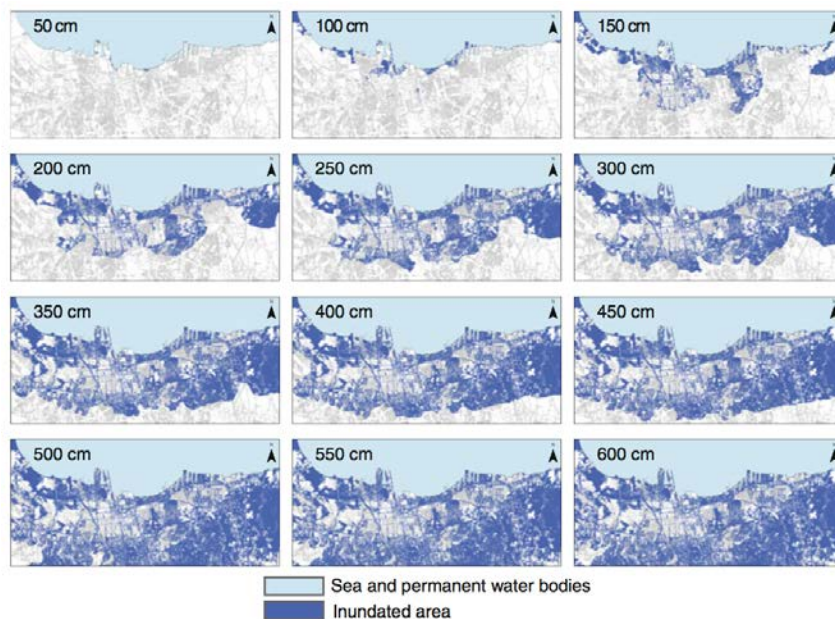 50 cm
100 cm
150 cm
200 cm
250 cm
300 cm
350 cm
400 cm
450 cm
500 cm
550 cm
600 cm
Sea and permanent water bodies
Inundated area